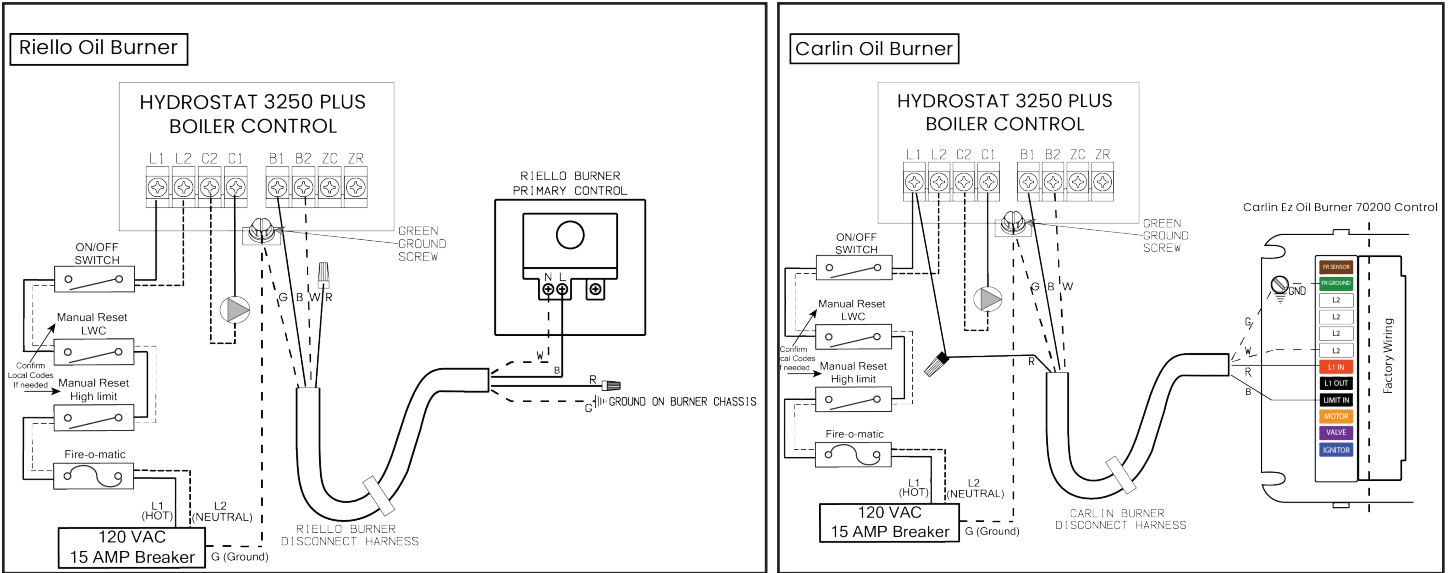 Riello Oil Burner
HYDROSTAT 3250 PLUS
BOILER CONTROL
L1 L2 C2 C1 B1 B2 ZC ZR
GREEN
GROUND
SCREW
ON/OFF
SWITCH
Manual Reset
LWC
Confirm
Local Codes
If needed
Manual Reset
High limit
Fire-o-matic
L1
(HOT)
L2
(NEUTRAL)
120 VAC
15 AMP Breaker
G (Ground)
G B W R
RIELLO BURNER
PRIMARY CONTROL
N L
W
B
R
G
GROUND ON BURNER CHASSIS
RIELLO BURNER
DISCONNECT HARNESS
Carlin Oil Burner
HYDROSTAT 3250 PLUS
BOILER CONTROL
L1 L2 C2 C1 B1 B2 ZC ZR
GREEN
GROUND
SCREW
ON/OFF
SWITCH
Manual Reset
LWC
Confirm
cal Codes
f needed
Manual Reset
High limit
Fire-o-matic
L1
(HOT)
L2
(NEUTRAL)
120 VAC
15 AMP Breaker
G (Ground)
G B W
R
CARLIN BURNER
DISCONNECT HARNESS
Carlin Ez Oil Burner 70200 Control
GND
G
W
R
B
FR SENSOR
FR GROUND
L2
L2
L2
L2
L1 IN
L1 OUT
LIMIT IN
MOTOR
VALVE
IGNITOR
Factory Wiring